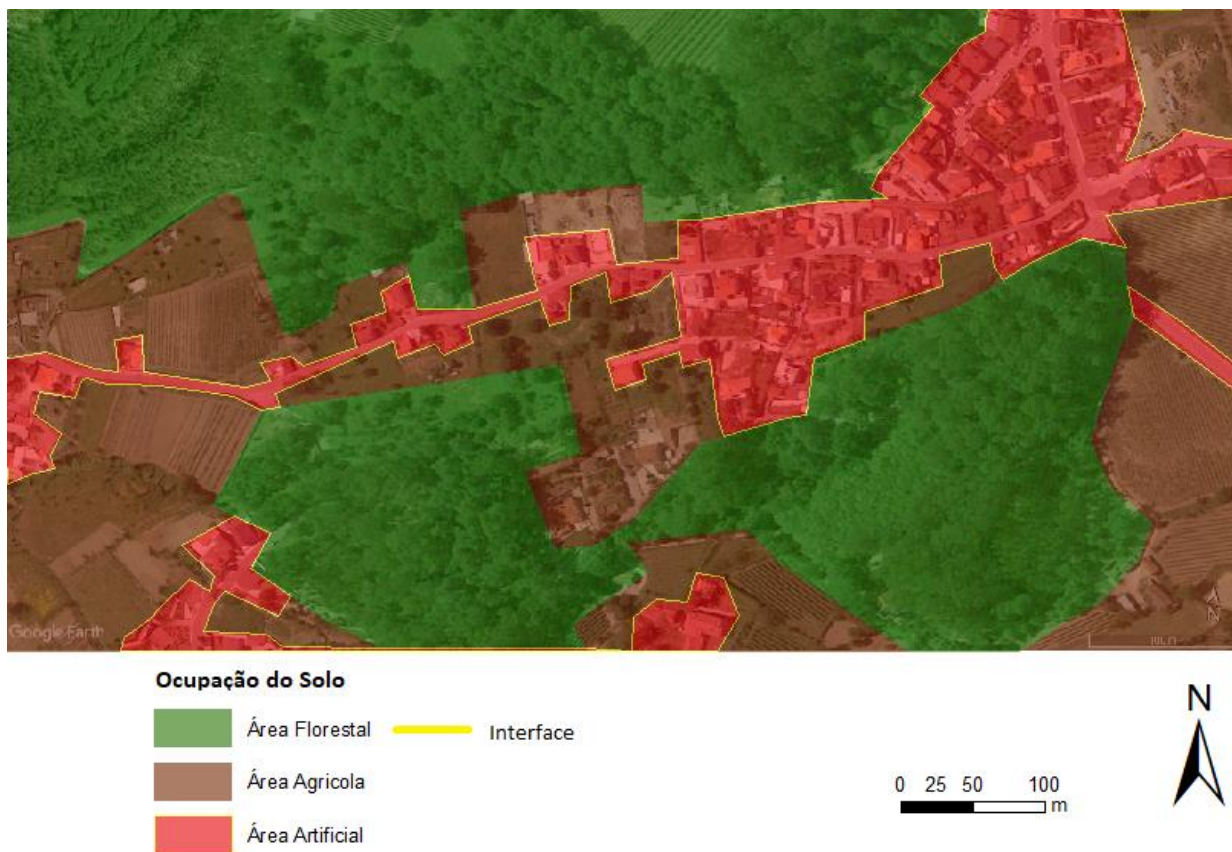 Google Earth
N
Ocupação do Solo
Área Florestal
Interface
Área Agricola
Área Artificial
N
0 25 50 100
m